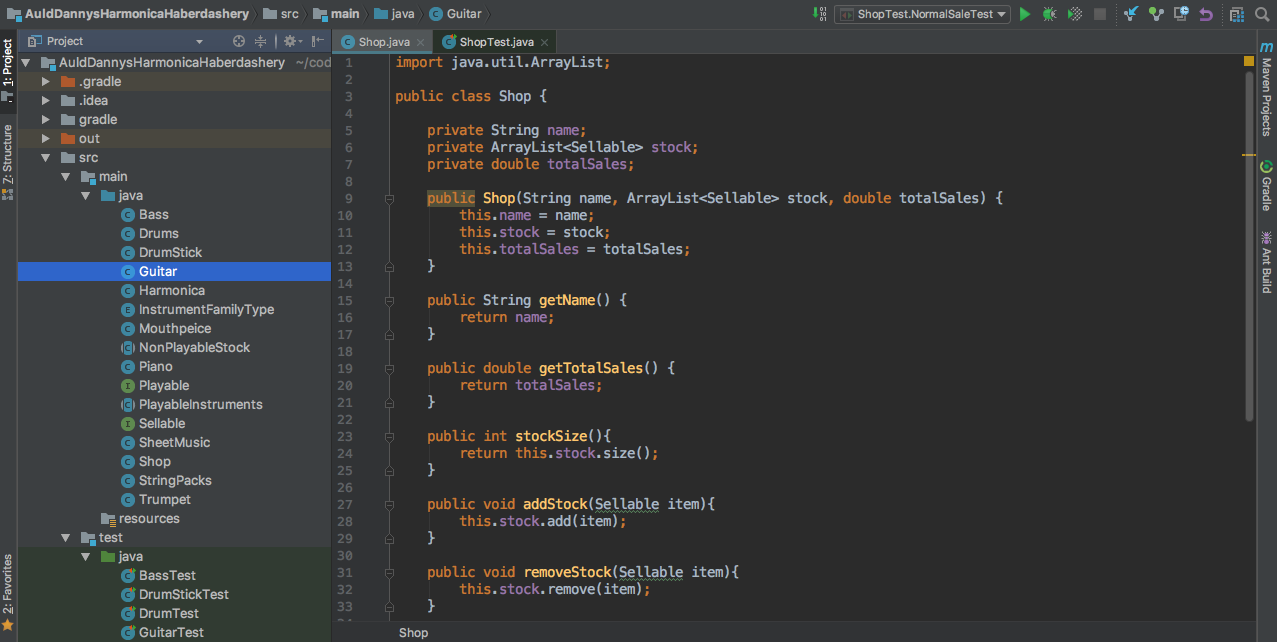 AuldDannysHarmonicaHaberdashery src main java Guitar ShopTest.NormalSaleTest
1: Project
7: Structure
2: Favorites
Project
AuldDannysHarmonicaHaberdashery ~/cod
.gradle
.idea
gradle
out
src
main
java
Bass
Drums
DrumStick
Guitar
Harmonica
InstrumentFamilyType
Mouthpeice
NonPlayableStock
Piano
Playable
PlayableInstruments
Sellable
SheetMusic
Shop
StringPacks
Trumpet
resources
test
java
BassTest
DrumStickTest
DrumTest
GuitarTest
Shop.java ShopTest.java
1 import java.util.ArrayList;
2
3 public class Shop {
4
5 private String name;
6 private ArrayList<Sellable> stock;
7 private double totalSales;
8
9 public Shop(String name, ArrayList<Sellable> stock, double totalSales) {
10 this.name = name;
11 this.stock = stock;
12 this.totalSales = totalSales;
13 }
14
15 public String getName() {
16 return name;
17 }
18
19 public double getTotalSales() {
20 return totalSales;
21 }
22
23 public int stockSize(){
24 return this.stock.size();
25 }
26
27 public void addStock(Sellable item){
28 this.stock.add(item);
29 }
30
31 public void removeStock(Sellable item){
32 this.stock.remove(item);
33 }
Shop
Maven Projects
Gradle
Ant Build